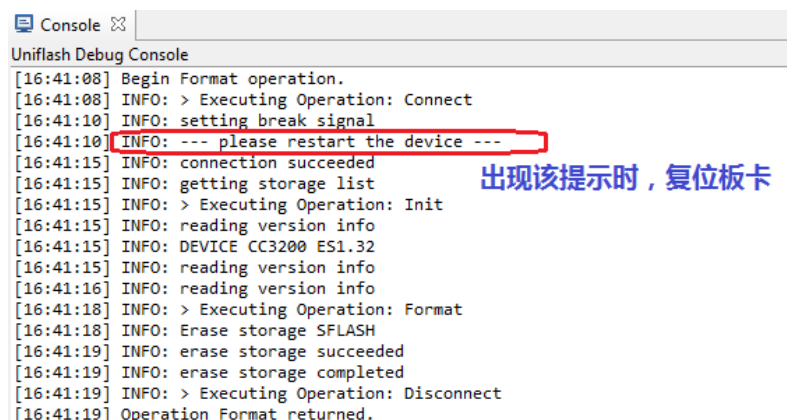 Console
Uniflash Debug Console
[16:41:08] Begin Format operation.
[16:41:08] INFO: > Executing Operation: Connect
[16:41:10] INFO: setting break signal
[16:41:10] INFO: --- please restart the device ---
[16:41:15] INFO: connection succeeded
出现该提示时，复位板卡
[16:41:15] INFO: getting storage list
[16:41:15] INFO: > Executing Operation: Init
[16:41:15] INFO: reading version info
[16:41:15] INFO: DEVICE CC3200 ES1.32
[16:41:15] INFO: reading version info
[16:41:16] INFO: reading version info
[16:41:18] INFO: > Executing Operation: Format
[16:41:18] INFO: Erase storage SFLASH
[16:41:19] INFO: erase storage succeeded
[16:41:19] INFO: erase storage completed
[16:41:19] INFO: > Executing Operation: Disconnect
[16:41:19] Operation Format returned.